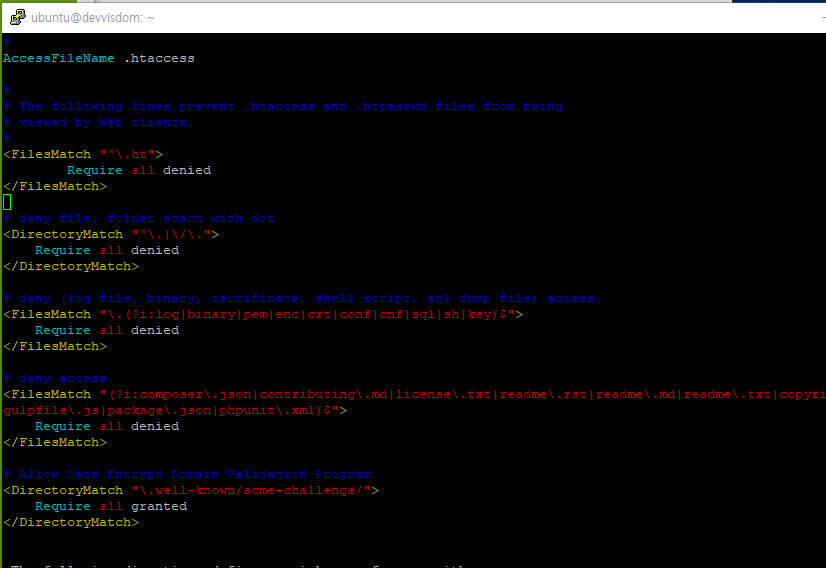 ubuntu@devvisdom: ~
#
AccessFileName .htaccess
#
# The following lines prevent .htaccess and .htpasswd files from being
# viewed by Web clients.
#
<FilesMatch "^\.ht">
Require all denied
</FilesMatch>
# deny file, folder start with dot
<DirectoryMatch "^\.|\/\.">
Require all denied
</DirectoryMatch>
# deny (log file, binary, certificate, shell script, sql dump file) access.
<FilesMatch "\.(?i:log|binary|pem|enc|crt|conf|cnf|sql|sh|key)$">
Require all denied
</FilesMatch>
# deny access.
<FilesMatch "(?i:composer\.json|contributing\.md|license\.txt|readme\.rst|readme\.md|readme\.txt|copyri
gulpfile\.js|package\.json|phpunit\.xml)$">
Require all denied
</FilesMatch>
# Allow Lets Encrypt Domain Validation Program
<DirectoryMatch "\.well-known/acme-challenge/">
Require all granted
</DirectoryMatch>